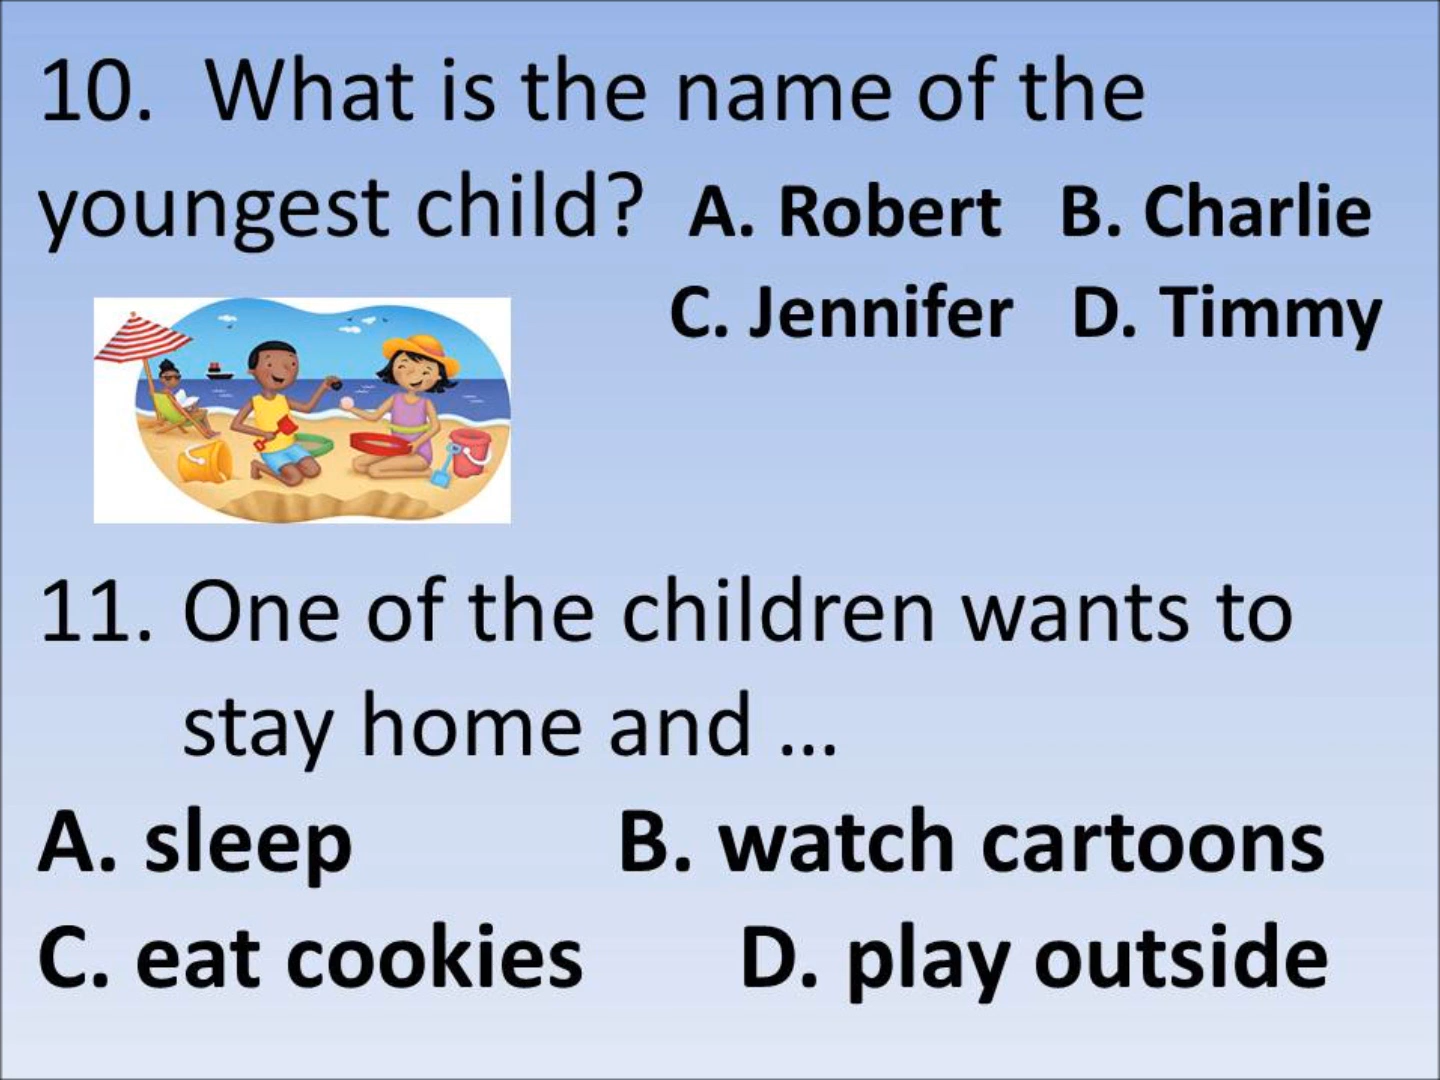 10. What is the name of the
youngest child? A. Robert B. Charlie
C. Jennifer D. Timmy
11. One of the children wants to
stay home and ...
A. sleep B. watch cartoons
C. eat cookies D. play outside